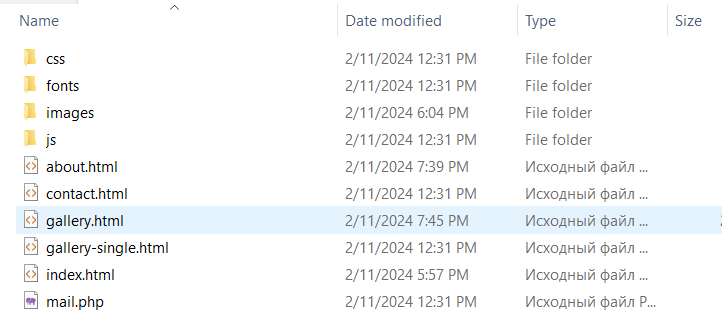 Name Date modified Type Size
css 2/11/2024 12:31 PM File folder
fonts 2/11/2024 12:31 PM File folder
images 2/11/2024 6:04 PM File folder
js 2/11/2024 12:31 PM File folder
about.html 2/11/2024 7:39 PM Исходный файл ...
contact.html 2/11/2024 12:31 PM Исходный файл ...
gallery.html 2/11/2024 7:45 PM Исходный файл ...
gallery-single.html 2/11/2024 12:31 PM Исходный файл ...
index.html 2/11/2024 5:57 PM Исходный файл ...
mail.php 2/11/2024 12:31 PM Исходный файл P...